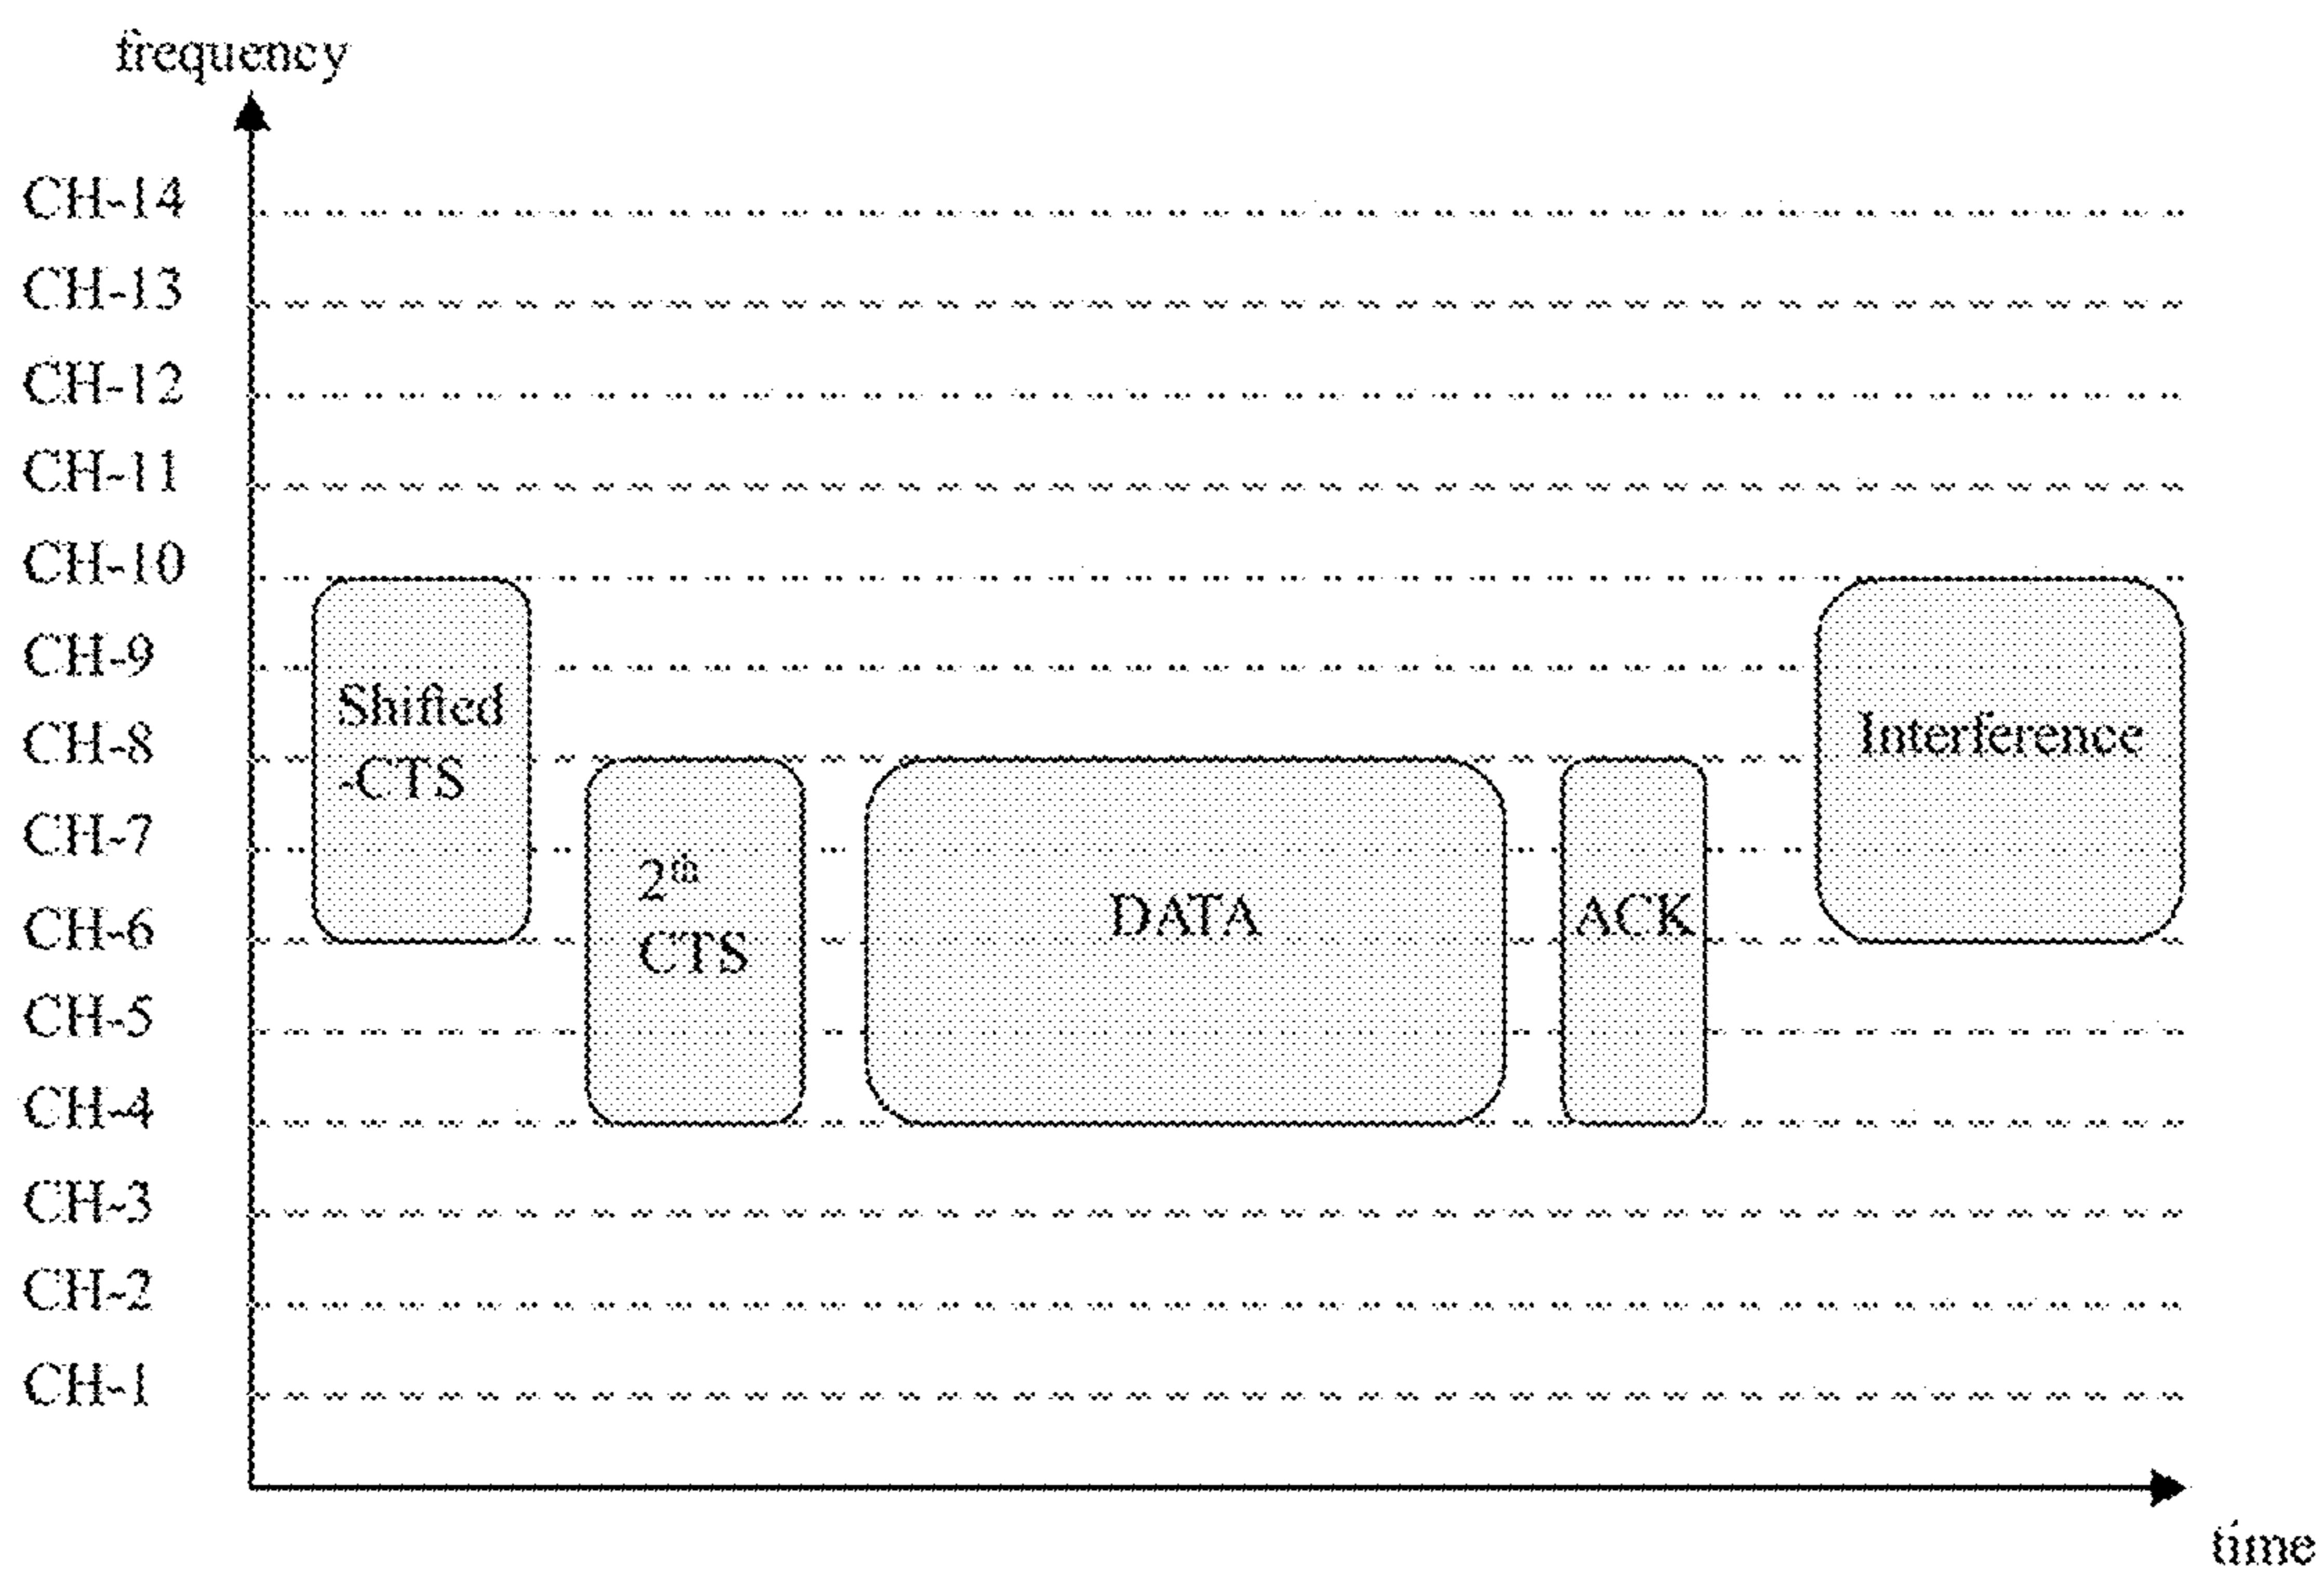 frequency
CH-14
CH-13
CH-12
CH-11
CH-10
CH-9
CH-8
CH-7
CH-6
CH-5
CH-4
CH-3
CH-2
CH-1
Shifted
-CTS
2th
CTS
DATA
ACK
Interference
time